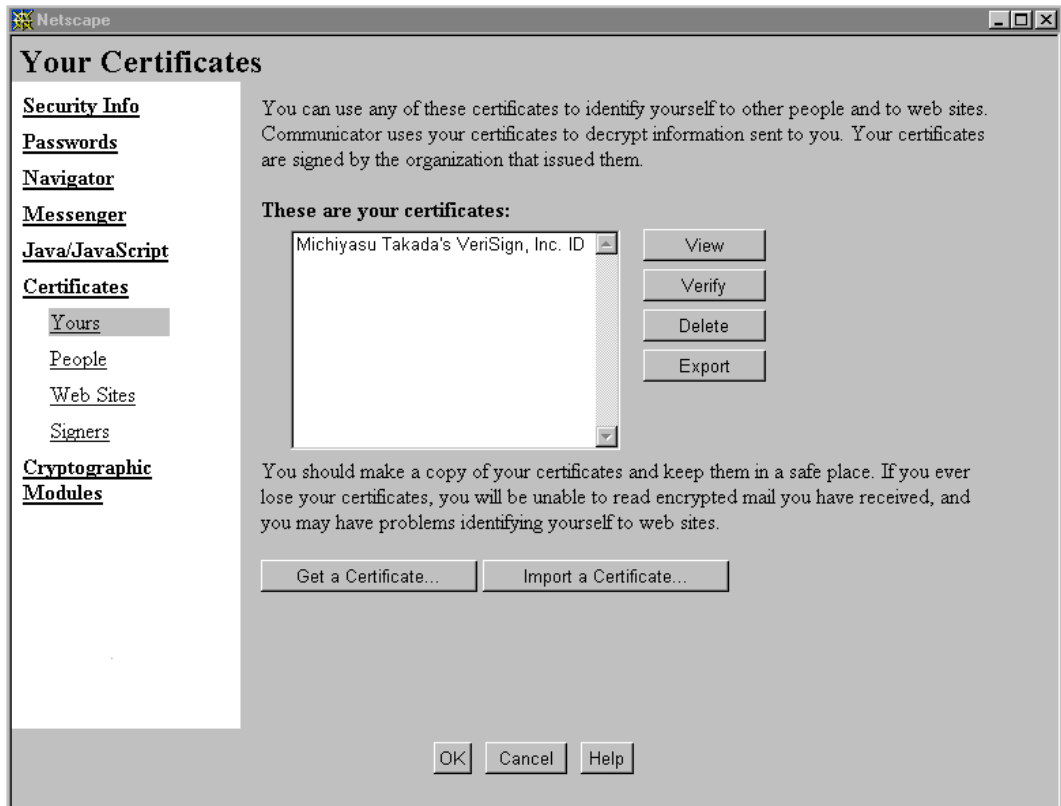 Netscape
Your Certificates
Security Info
Passwords
Navigator
Messenger
Java/JavaScript
Certificates
Yours
People
Web Sites
Signers
Cryptographic
Modules
You can use any of these certificates to identify yourself to other people and to web sites.
Communicator uses your certificates to decrypt information sent to you. Your certificates
are signed by the organization that issued them.
These are your certificates:
Michiyasu Takada's VeriSign, Inc. ID
View
Verify
Delete
Export
You should make a copy of your certificates and keep them in a safe place. If you ever
lose your certificates, you will be unable to read encrypted mail you have received, and
you may have problems identifying yourself to web sites.
Get a Certificate...
Import a Certificate...
OK
Cancel
Help